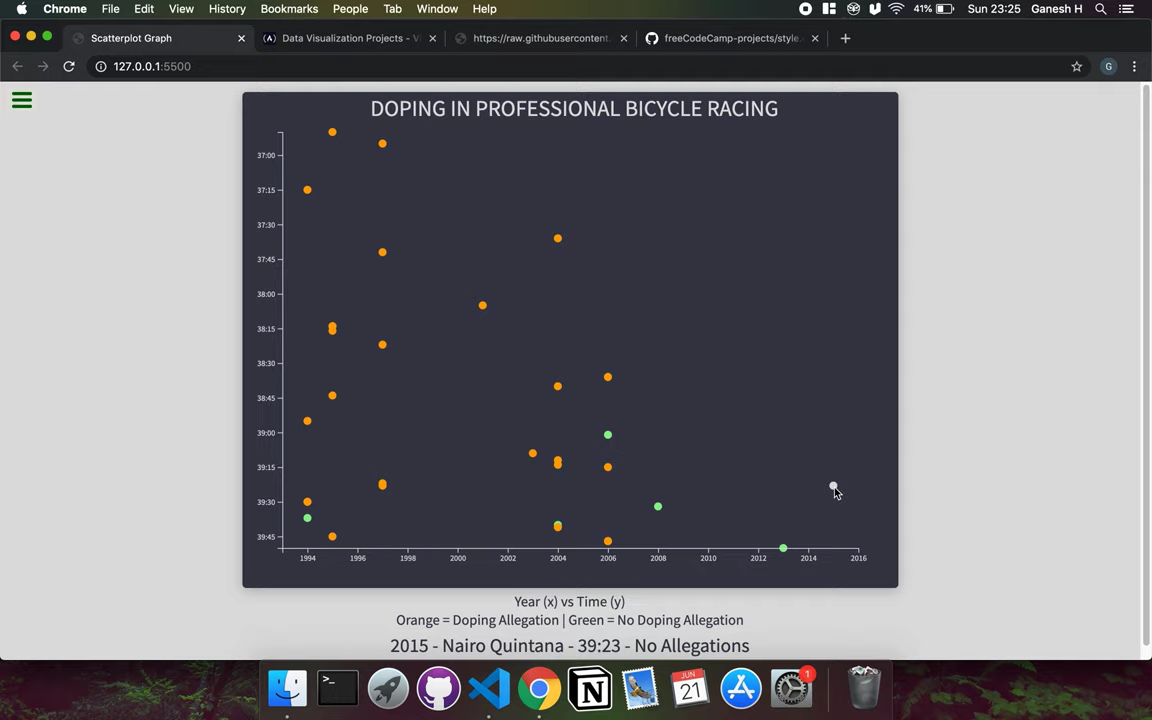 Chrome File Edit View History Bookmarks People Tab Window Help 41% Sun 23:25 Ganesh H
Scatterplot Graph Data Visualization Projects - V https://raw.githubusercontent. freeCodeCamp-projects/style.
127.0.0.1:5500 G
DOPING IN PROFESSIONAL BICYCLE RACING
37:00
37:15
37:30
37:45
38:00
38:15
38:30
38:45
39:00
39:15
39:30
39:45
1994 1996 1998 2000 2002 2004 2006 2008 2010 2012 2014 2016
Year (x) vs Time (y)
Orange = Doping Allegation | Green = No Doping Allegation
2015 - Nairo Quintana - 39:23 - No Allegations
JUN 1
21